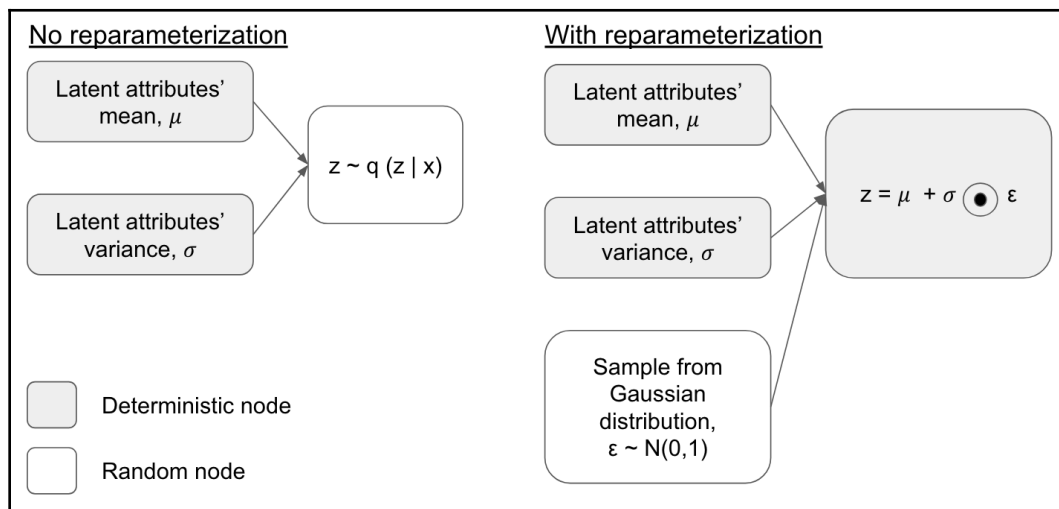 No reparameterization
Latent attributes’
mean, μ
Latent attributes’
variance, σ
z ~ q (z | x)
Deterministic node
Random node
With reparameterization
Latent attributes’
mean, μ
Latent attributes’
variance, σ
Sample from
Gaussian
distribution,
ε ~ N(0,1)
z = μ + σ ⊙ ε